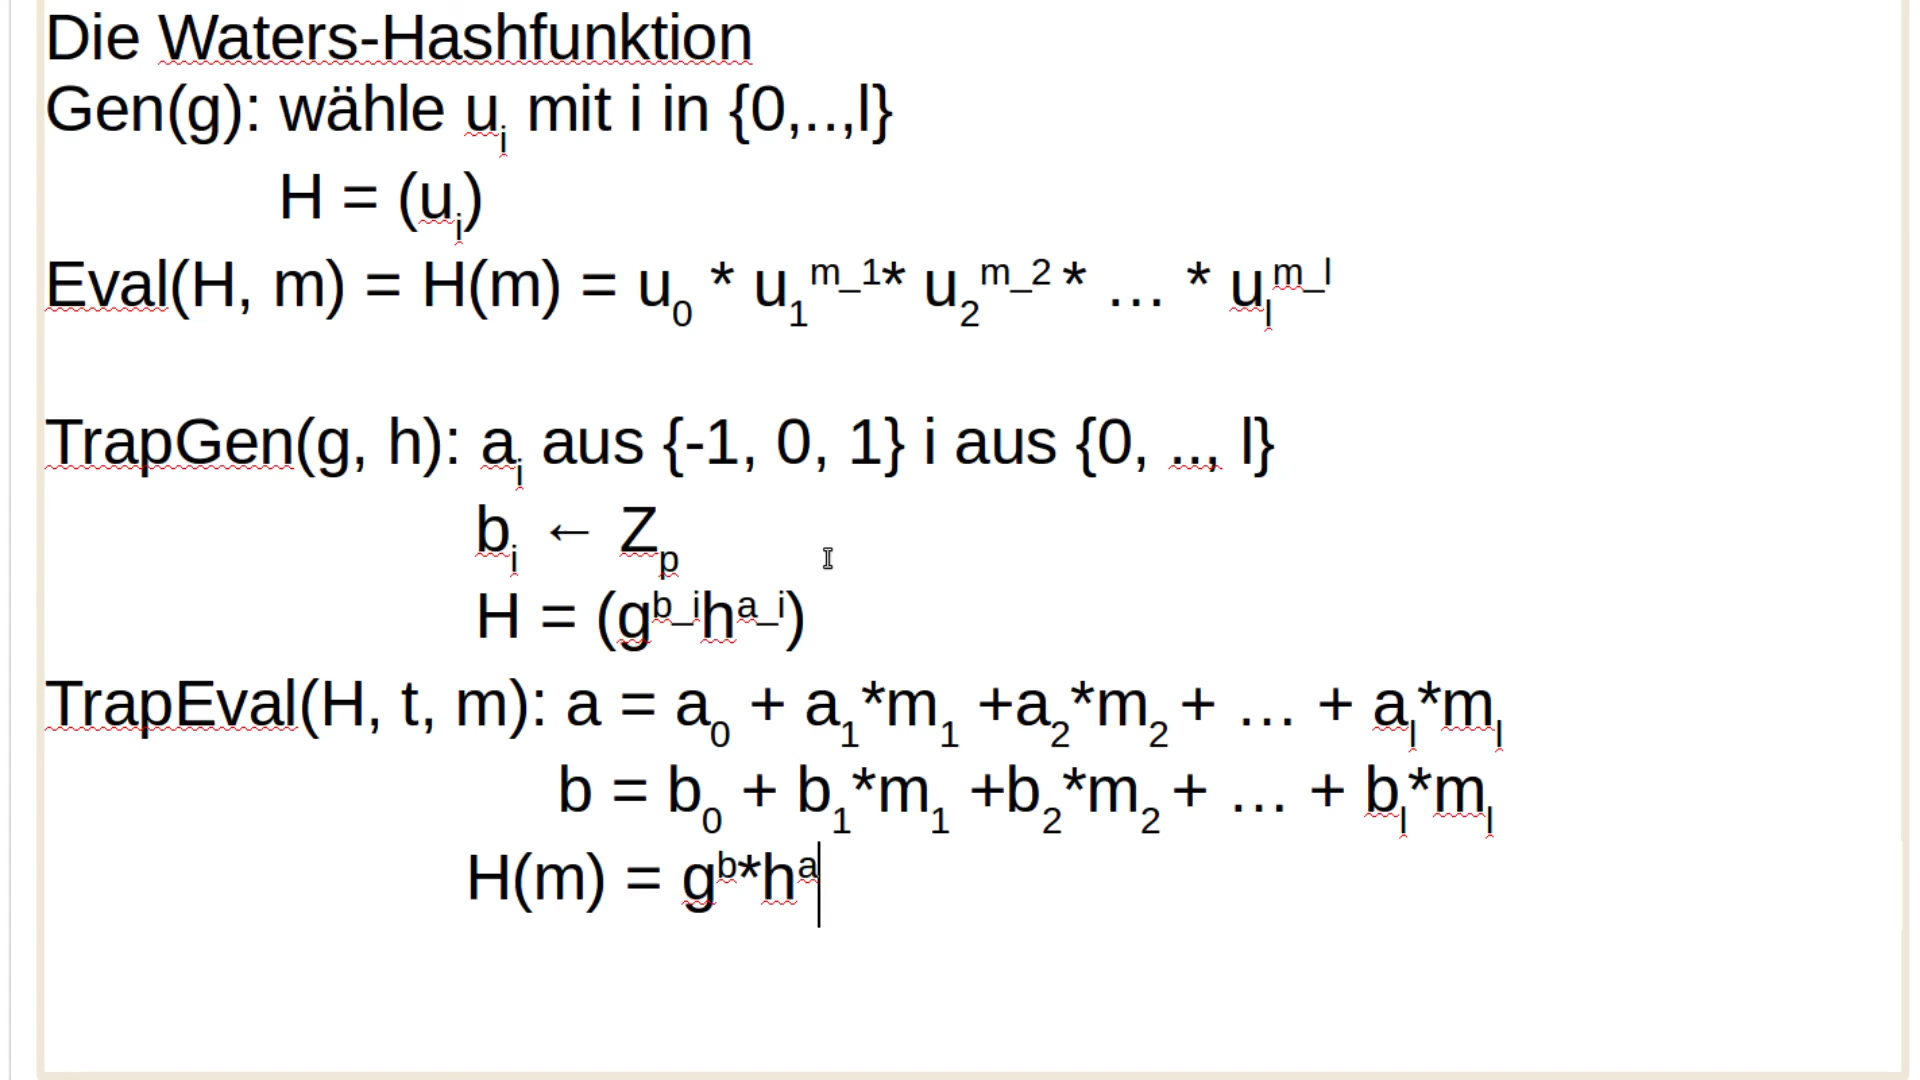 Die Waters-Hashfunktion
Gen(g): wähle u_i mit i in {0,..,l}
H = (u_i)
Eval(H, m) = H(m) = u_0 * u_1^m_1* u_2^m_2 * … * u_l^m_l
TrapGen(g, h): a_i aus {-1, 0, 1} i aus {0, .., l}
b_i ← Z_p
H = (g^b_ih^a_i)
TrapEval(H, t, m): a = a_0 + a_1*m_1 +a_2*m_2 + … + a_l*m_l
b = b_0 + b_1*m_1 +b_2*m_2 + … + b_l*m_l
H(m) = g^b*h^a